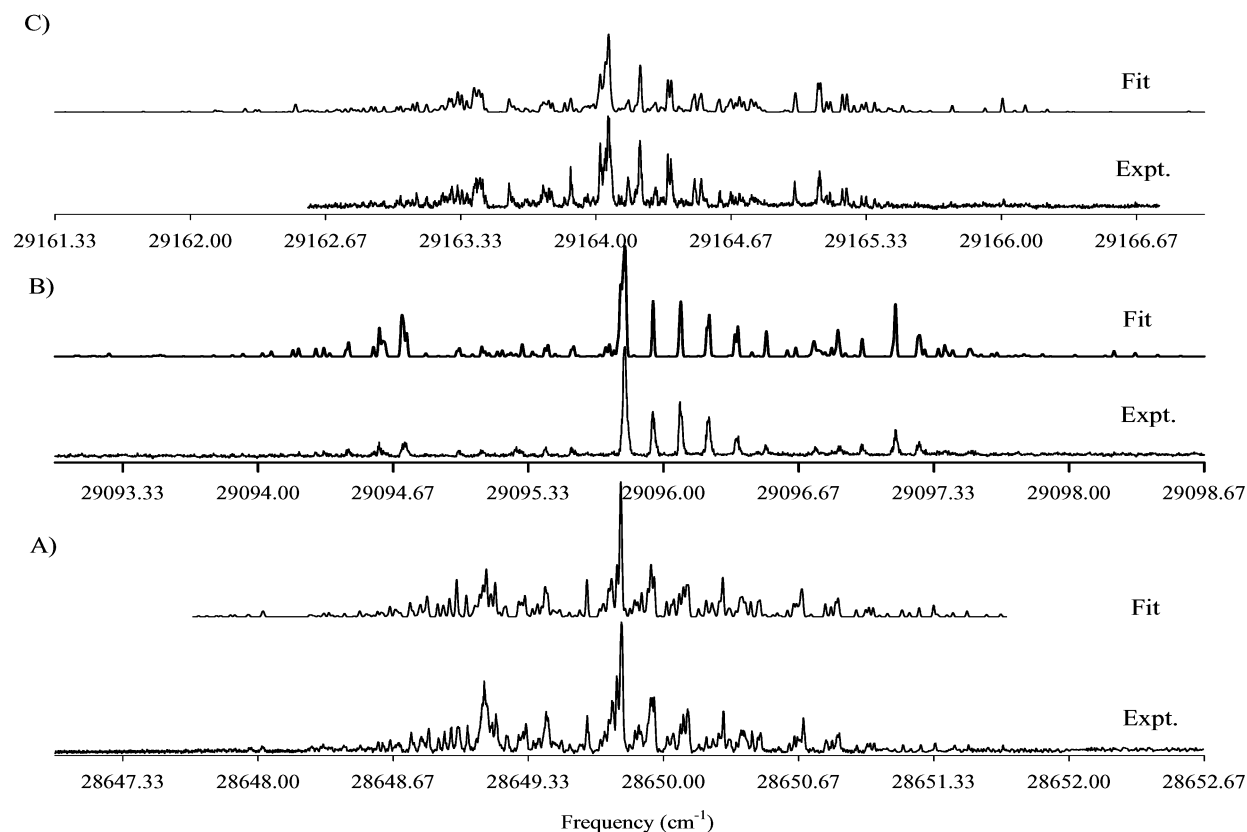 C)
Fit
Expt.
29161.33 29162.00 29162.67 29163.33 29164.00 29164.67 29165.33 29166.00 29166.67
B)
Fit
Expt.
29093.33 29094.00 29094.67 29095.33 29096.00 29096.67 29097.33 29098.00 29098.67
A)
Fit
Expt.
28647.33 28648.00 28648.67 28649.33 28650.00 28650.67 28651.33 28652.00 28652.67
Frequency (cm⁻¹)